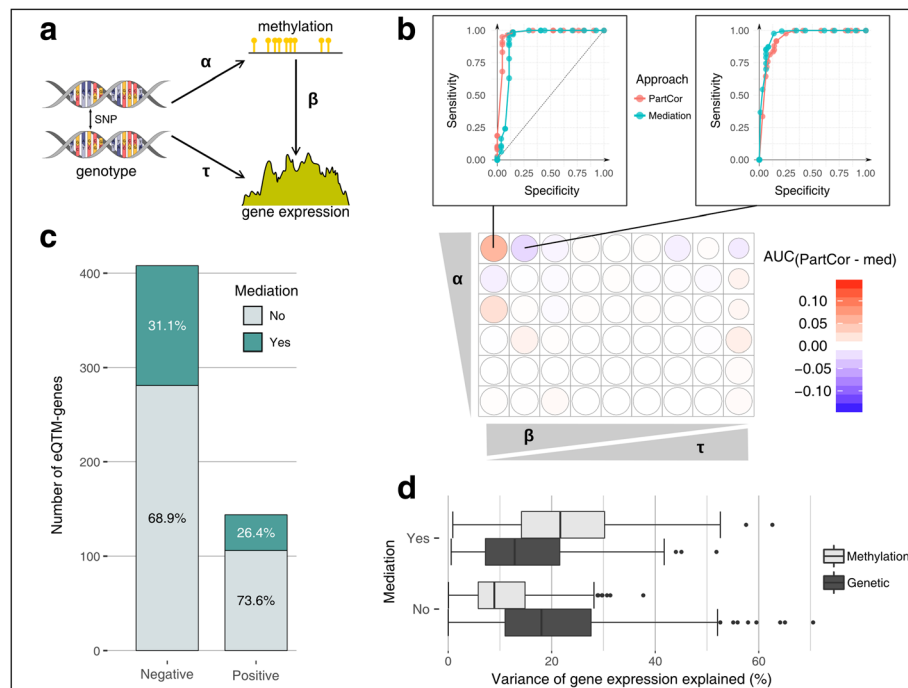 a
methylation
α
β
SNP
genotype
τ
gene expression
b
1.00
0.75
0.50
0.25
0.00
Sensitivity
0.00 0.25 0.50 0.75 1.00
Specificity
Approach
PartCor
Mediation
1.00
0.75
0.50
0.25
0.00
Sensitivity
0.00 0.25 0.50 0.75 1.00
Specificity
α
β
τ
AUC(PartCor - med)
0.10
0.05
0.00
−0.05
−0.10
c
Number of eQTM-genes
400
300
200
100
0
Mediation
No
Yes
31.1%
68.9%
26.4%
73.6%
Negative Positive
d
Mediation
Yes
No
Methylation
Genetic
0 20 40 60
Variance of gene expression explained (%)